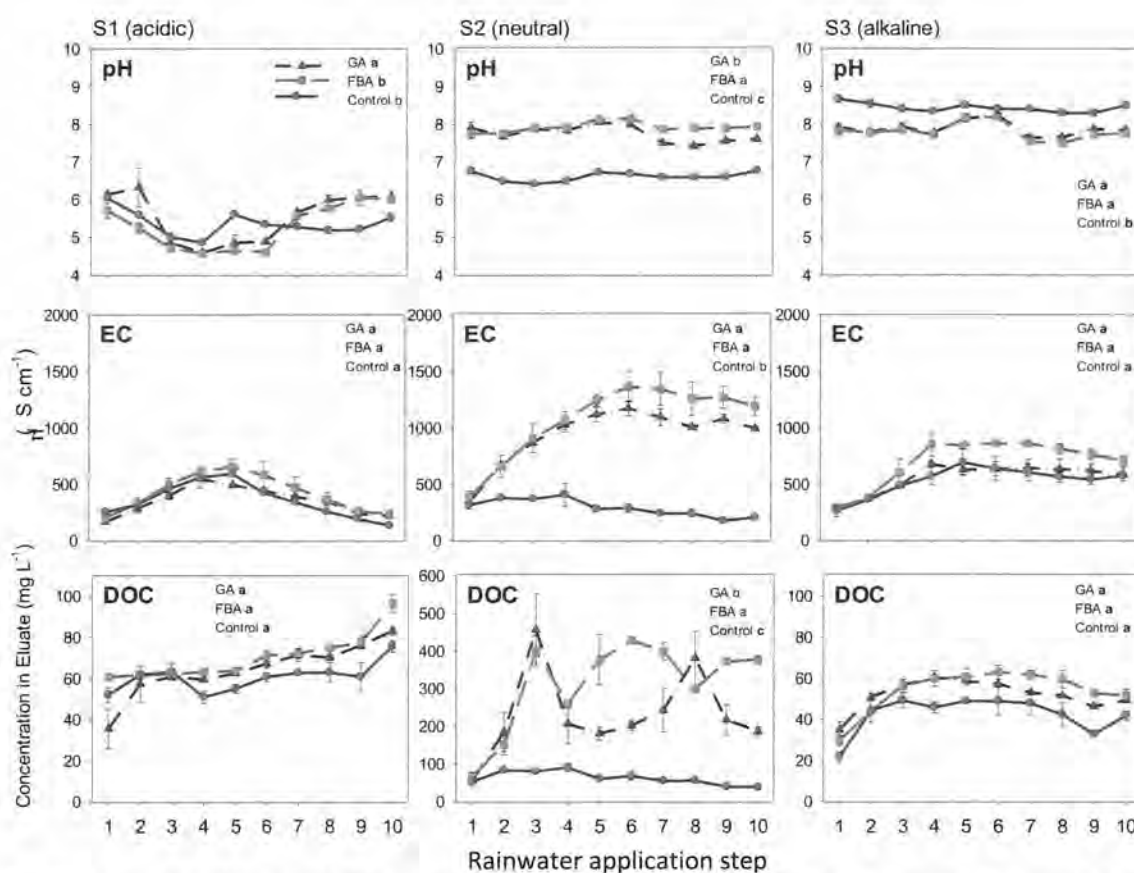 S1 (acidic)
S2 (neutral)
S3 (alkaline)
10
9
8
7
6
5
4
pH
GA a
FBA b
Control b
10
9
8
7
6
5
4
pH
GA b
FBA a
Control c
10
9
8
7
6
5
4
pH
GA a
FBA a
Control b
(S cm⁻¹)
2000
1500
1000
500
0
EC
GA a
FBA a
Control a
2000
1500
1000
500
0
EC
GA a
FBA a
Control b
2000
1500
1000
500
0
EC
GA a
FBA a
Control a
Concentration in Eluate (mg L⁻¹)
100
80
60
40
20
0
DOC
GA a
FBA a
Control a
600
500
400
300
200
100
0
DOC
GA b
FBA a
Control c
100
80
60
40
20
0
DOC
GA a
FBA a
Control a
1 2 3 4 5 6 7 8 9 10
1 2 3 4 5 6 7 8 9 10
1 2 3 4 5 6 7 8 9 10
Rainwater application step